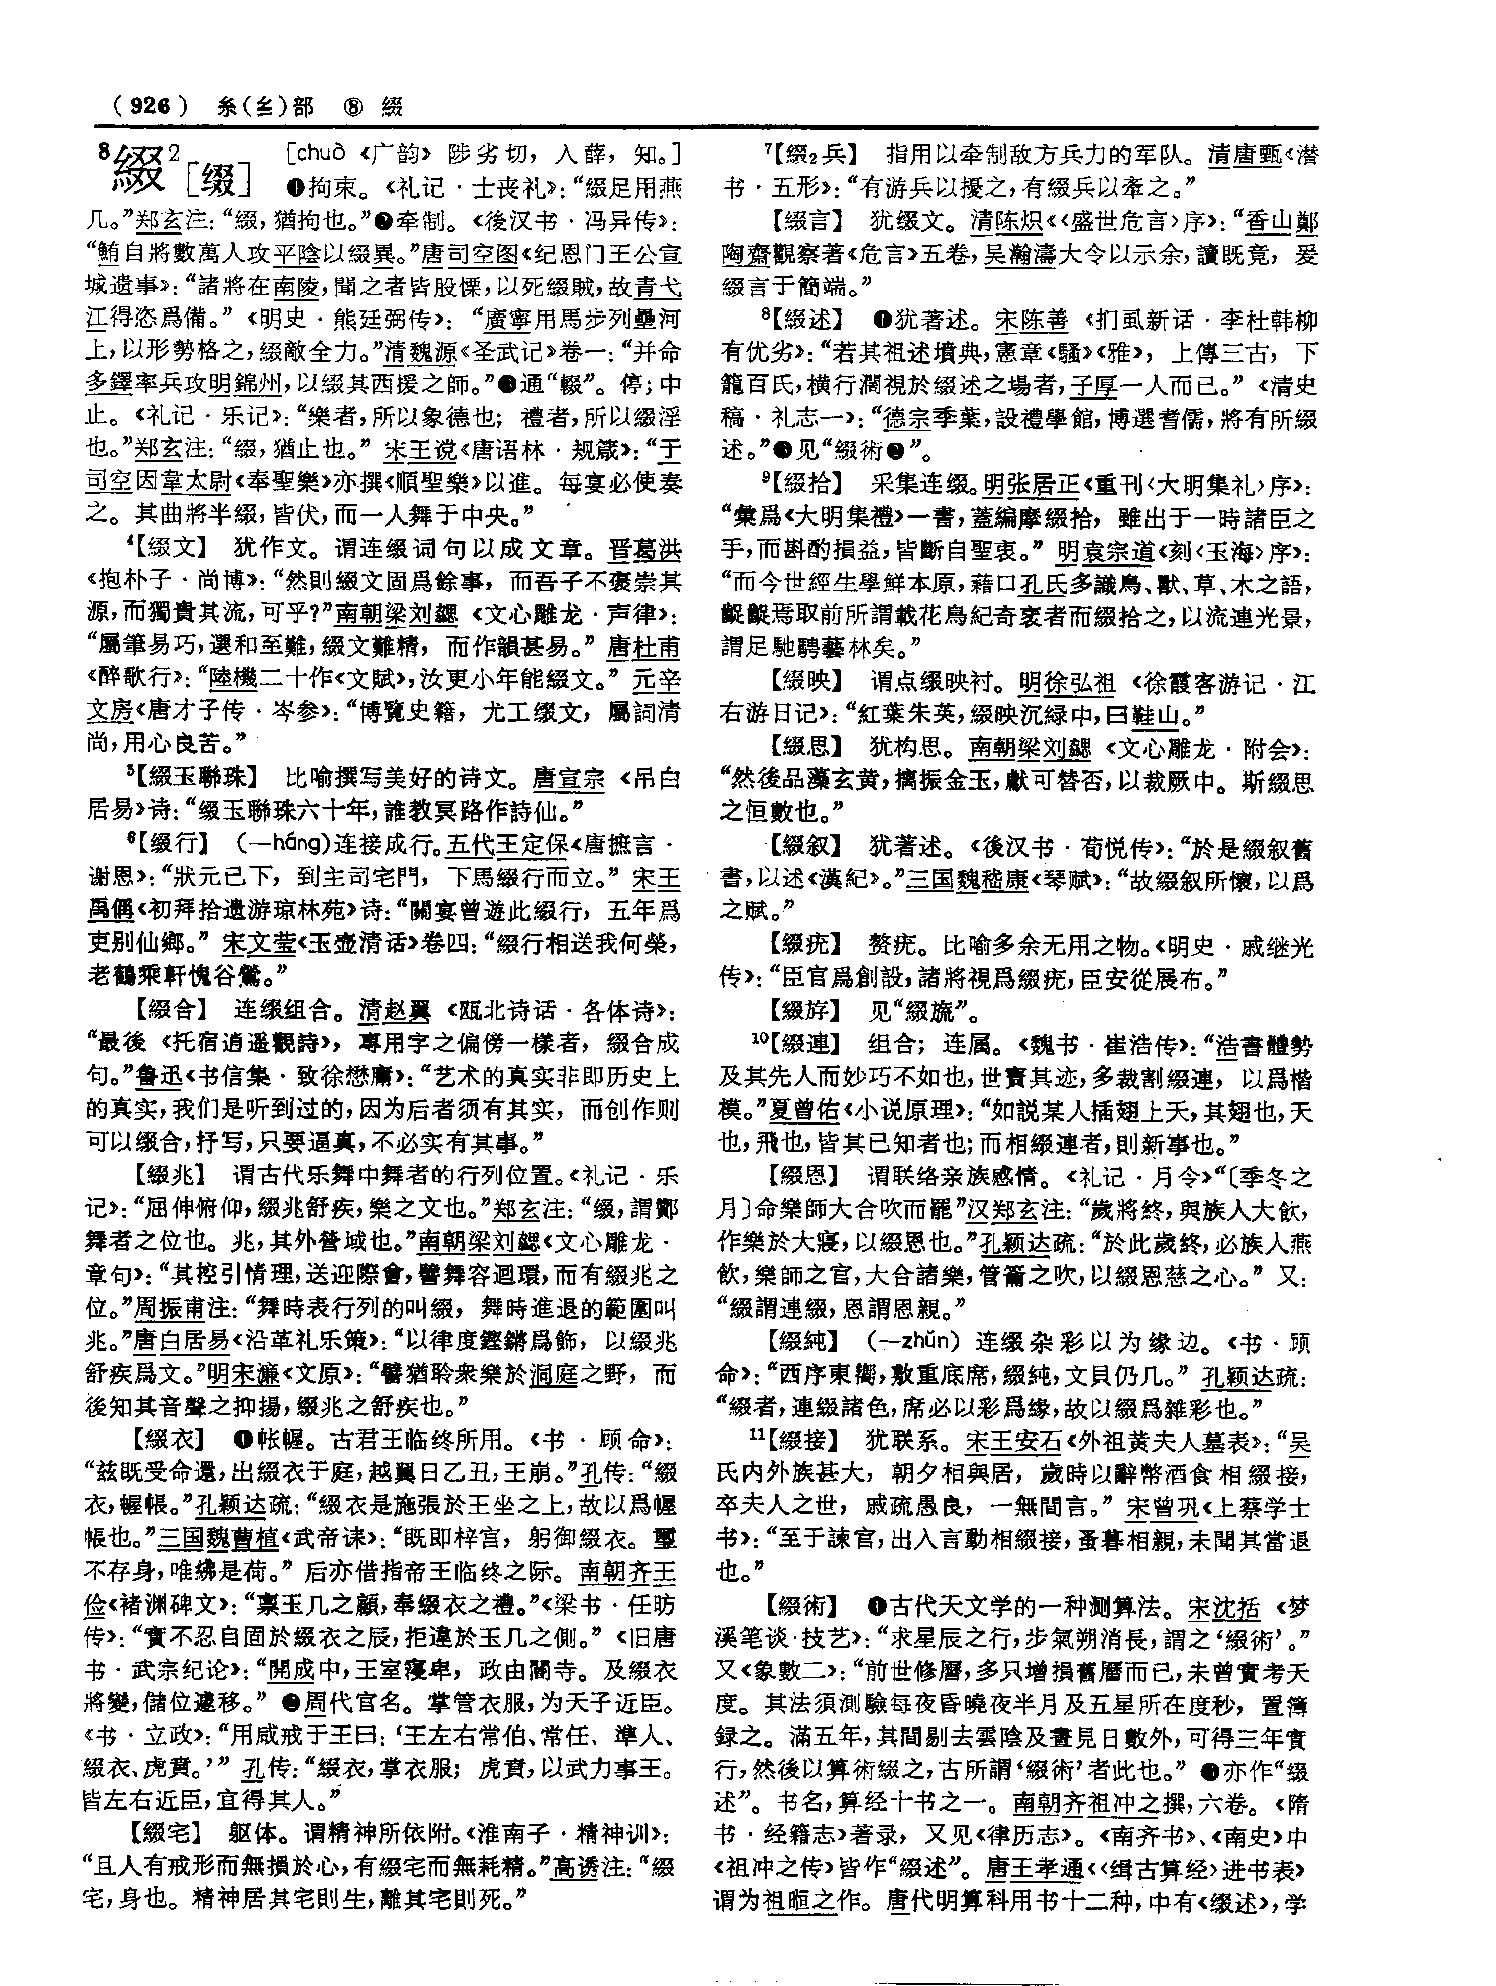 （926） 糸(糹)部 ⑧ 綴
⁸綴²［缀］ ［chuò《广韵》陟劣切，入薛，知。］
❶拘束。《礼记·士丧礼》：“綴足用燕
几。”郑玄注：“綴，猶拘也。”❷牵制。《後汉书·冯异传》：
“鮪自將數萬人攻平陰以綴異。”唐司空图《纪恩门王公宣
城遗事》：“諸將在南陵，聞之者皆股慄，以死綴賊，故青弋
江得恣爲備。”《明史·熊廷弼传》：“廣寧用馬步列壘河
上，以形勢格之，綴敵全力。”清魏源《圣武记》卷一：“并命
多鐸率兵攻明錦州，以綴其西援之師。”❸通“輟”。停；中
止。《礼记·乐记》：“樂者，所以象德也；禮者，所以綴淫
也。”郑玄注：“綴，猶止也。”宋王谠《唐语林·规箴》：“于
司空因韋太尉《奉聖樂》亦撰《順聖樂》以進。每宴必使奏
之。其曲將半綴，皆伏，而一人舞于中央。”
⁴【綴文】 犹作文。谓连缀词句以成文章。晋葛洪
《抱朴子·尚博》：“然則綴文固爲餘事，而吾子不褒崇其
源，而獨貴其流，可乎？”南朝梁刘勰《文心雕龙·声律》：
“屬筆易巧，選和至難，綴文難精，而作韻甚易。”唐杜甫
《醉歌行》：“陸機二十作《文賦》，汝更小年能綴文。”元辛
文房《唐才子传·岑参》：“博覽史籍，尤工綴文，屬詞清
尚，用心良苦。”
⁵【綴玉聯珠】 比喻撰写美好的诗文。唐宣宗《吊白
居易》诗：“綴玉聯珠六十年，誰教冥路作詩仙。”
⁶【綴行】 （—háng）连接成行。五代王定保《唐摭言·
谢恩》：“狀元已下，到主司宅門，下馬綴行而立。”宋王
禹偁《初拜拾遗游琼林苑》诗：“關宴曾遊此綴行，五年爲
吏别仙鄉。”宋文莹《玉壶清话》卷四：“綴行相送我何榮，
老鶴乘軒愧谷鶯。”
【綴合】 连缀组合。清赵翼《瓯北诗话·各体诗》：
“最後《托宿逍遥觀詩》，專用字之偏傍一樣者，綴合成
句。”鲁迅《书信集·致徐懋庸》：“艺术的真实非即历史上
的真实，我们是听到过的，因为后者须有其实，而创作则
可以缀合，抒写，只要逼真，不必实有其事。”
【綴兆】 谓古代乐舞中舞者的行列位置。《礼记·乐
记》：“屈伸俯仰，綴兆舒疾，樂之文也。”郑玄注：“綴，謂酇
舞者之位也。兆，其外營域也。”南朝梁刘勰《文心雕龙·
章句》：“其控引情理，送迎際會，譬舞容迴環，而有綴兆之
位。”周振甫注：“舞時表行列的叫綴，舞時進退的範圍叫
兆。”唐白居易《沿革礼乐策》：“以律度鏗鏘爲飾，以綴兆
舒疾爲文。”明宋濂《文原》：“譬猶聆衆樂於洞庭之野，而
後知其音聲之抑揚，綴兆之舒疾也。”
【綴衣】 ❶帐幄。古君王临终所用。《书·顾命》：
“兹既受命還，出綴衣于庭，越翼日乙丑，王崩。”孔传：“綴
衣，幄帳。”孔颖达疏：“綴衣是施張於王坐之上，故以爲幄
帳也。”三国魏曹植《武帝诔》：“既即梓宫，躬御綴衣。璽
不存身，唯紼是荷。”后亦借指帝王临终之际。南朝齐王
俭《褚渊碑文》：“禀玉几之顧，奉綴衣之禮。”《梁书·任昉
传》：“實不忍自固於綴衣之辰，拒違於玉几之側。”《旧唐
书·武宗纪论》：“開成中，王室寖卑，政由閽寺。及綴衣
將變，儲位遽移。”❷周代官名。掌管衣服，为天子近臣。
《书·立政》：“用咸戒于王曰：‘王左右常伯、常任、準人、
綴衣、虎賁。’”孔传：“綴衣，掌衣服；虎賁，以武力事王。
皆左右近臣，宜得其人。”
【綴宅】 躯体。谓精神所依附。《淮南子·精神训》：
“且人有戒形而無損於心，有綴宅而無耗精。”高诱注：“綴
宅，身也。精神居其宅則生，離其宅則死。”
⁷【綴₂兵】 指用以牵制敌方兵力的军队。清唐甄《潜
书·五形》：“有游兵以擾之，有綴兵以牽之。”
【綴言】 犹缀文。清陈炽《〈盛世危言〉序》：“香山鄭
陶齋觀察著《危言》五卷，吴瀚濤大令以示余，讀既竟，爰
綴言于簡端。”
⁸【綴述】 ❶犹著述。宋陈善《扪虱新话·李杜韩柳
有优劣》：“若其祖述墳典，憲章《騷》《雅》，上傳三古，下
籠百氏，横行闊視於綴述之場者，子厚一人而已。”《清史
稿·礼志一》：“德宗季葉，設禮學館，博選耆儒，將有所綴
述。”❷见“綴術❷”。
⁹【綴拾】 采集连缀。明张居正《重刊〈大明集礼〉序》：
“彙爲《大明集禮》一書，蓋編摩綴拾，雖出于一時諸臣之
手，而斟酌損益，皆斷自聖衷。”明袁宗道《刻〈玉海〉序》：
“而今世經生學鮮本原，藉口孔氏多識鳥、獸、草、木之語，
齦齦焉取前所謂載花鳥紀奇衺者而綴拾之，以流連光景，
謂足馳騁藝林矣。”
【綴映】 谓点缀映衬。明徐弘祖《徐霞客游记·江
右游日记》：“紅葉朱英，綴映沉緑中，曰鞋山。”
【綴思】 犹构思。南朝梁刘勰《文心雕龙·附会》：
“然後品藻玄黄，摛振金玉，獻可替否，以裁厥中。斯綴思
之恒數也。”
【綴叙】 犹著述。《後汉书·荀悦传》：“於是綴叙舊
書，以述《漢紀》。”三国魏嵇康《琴赋》：“故綴叙所懷，以爲
之賦。”
【綴疣】 赘疣。比喻多余无用之物。《明史·戚继光
传》：“臣官爲創設，諸將視爲綴疣，臣安從展布。”
【綴斿】 见“綴旒”。
¹⁰【綴連】 组合；连属。《魏书·崔浩传》：“浩書體勢
及其先人而妙巧不如也，世寶其迹，多裁割綴連，以爲楷
模。”夏曾佑《小说原理》：“如説某人插翅上天，其翅也，天
也，飛也，皆其已知者也；而相綴連者，則新事也。”
【綴恩】 谓联络亲族感情。《礼记·月令》“〔季冬之
月〕命樂師大合吹而罷”汉郑玄注：“歲將終，與族人大飲，
作樂於大寢，以綴恩也。”孔颖达疏：“於此歲終，必族人燕
飲，樂師之官，大合諸樂，管籥之吹，以綴恩慈之心。”又：
“綴謂連綴，恩謂恩親。”
【綴純】 （—zhǔn）连缀杂彩以为缘边。《书·顾
命》：“西序東嚮，敷重底席，綴純，文貝仍几。”孔颖达疏：
“綴者，連綴諸色，席必以彩爲緣，故以綴爲雜彩也。”
¹¹【綴接】 犹联系。宋王安石《外祖黄夫人墓表》：“吴
氏内外族甚大，朝夕相與居，歲時以辭幣酒食相綴接，
卒夫人之世，戚疏愚良，一無間言。”宋曾巩《上蔡学士
书》：“至于諫官，出入言動相綴接，蚤暮相親，未聞其當退
也。”
【綴術】 ❶古代天文学的一种测算法。宋沈括《梦
溪笔谈·技艺》：“求星辰之行，步氣朔消長，謂之‘綴術’。”
又《象數二》：“前世修曆，多只增損舊曆而已，未曾實考天
度。其法須測驗每夜昏曉夜半月及五星所在度秒，置簿
録之。滿五年，其間剔去雲陰及晝見日數外，可得三年實
行，然後以算術綴之，古所謂‘綴術’者此也。”❷亦作“綴
述”。书名，算经十书之一。南朝齐祖冲之撰，六卷。《隋
书·经籍志》著录，又见《律历志》。《南齐书》、《南史》中
《祖冲之传》皆作“綴述”。唐王孝通《〈缉古算经〉进书表》
谓为祖暅之作。唐代明算科用书十二种，中有《缀述》，学